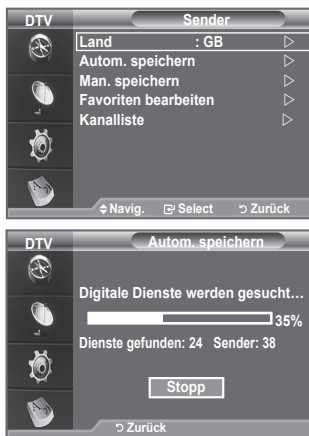 DTV Sender
Land : GB
Autom. speichern
Man. speichern
Favoriten bearbeiten
Kanalliste
Navig. Select Zurück
DTV Autom. speichern
Digitale Dienste werden gesucht…
35%
Dienste gefunden: 24 Sender: 38
Stopp
Zurück